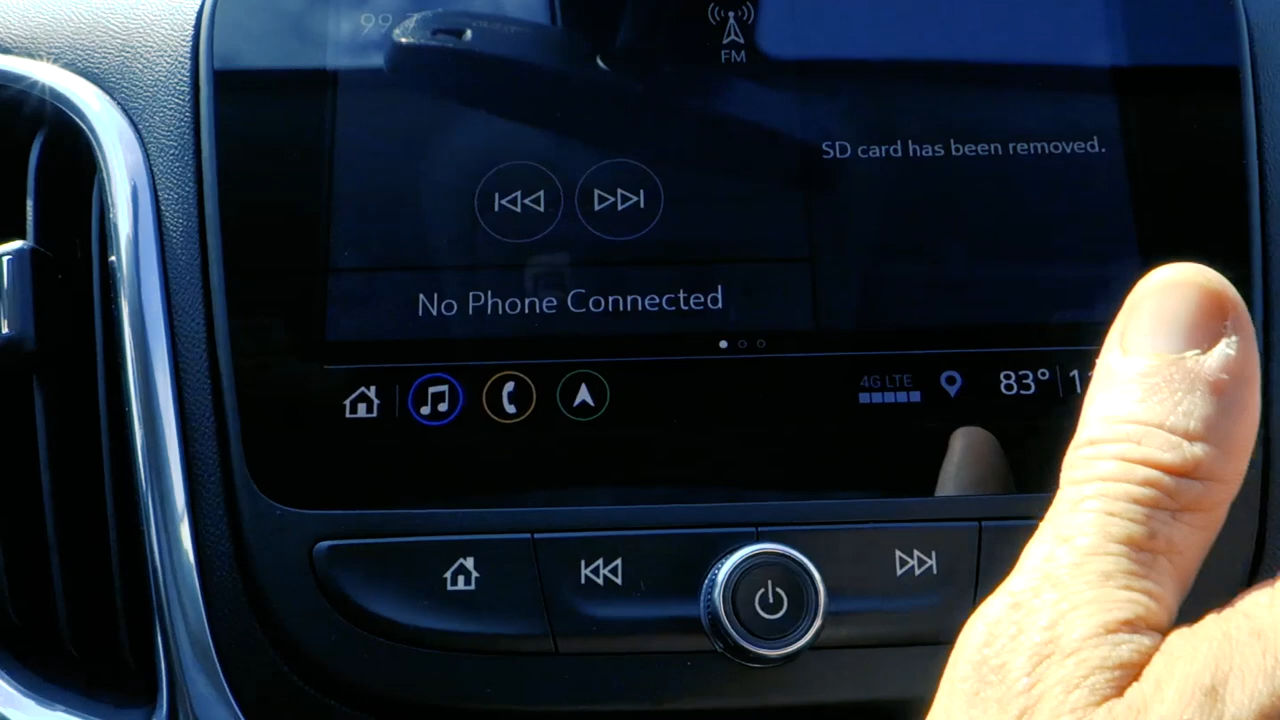 99.
FM
SD card has been removed.
No Phone Connected
4G LTE
83°